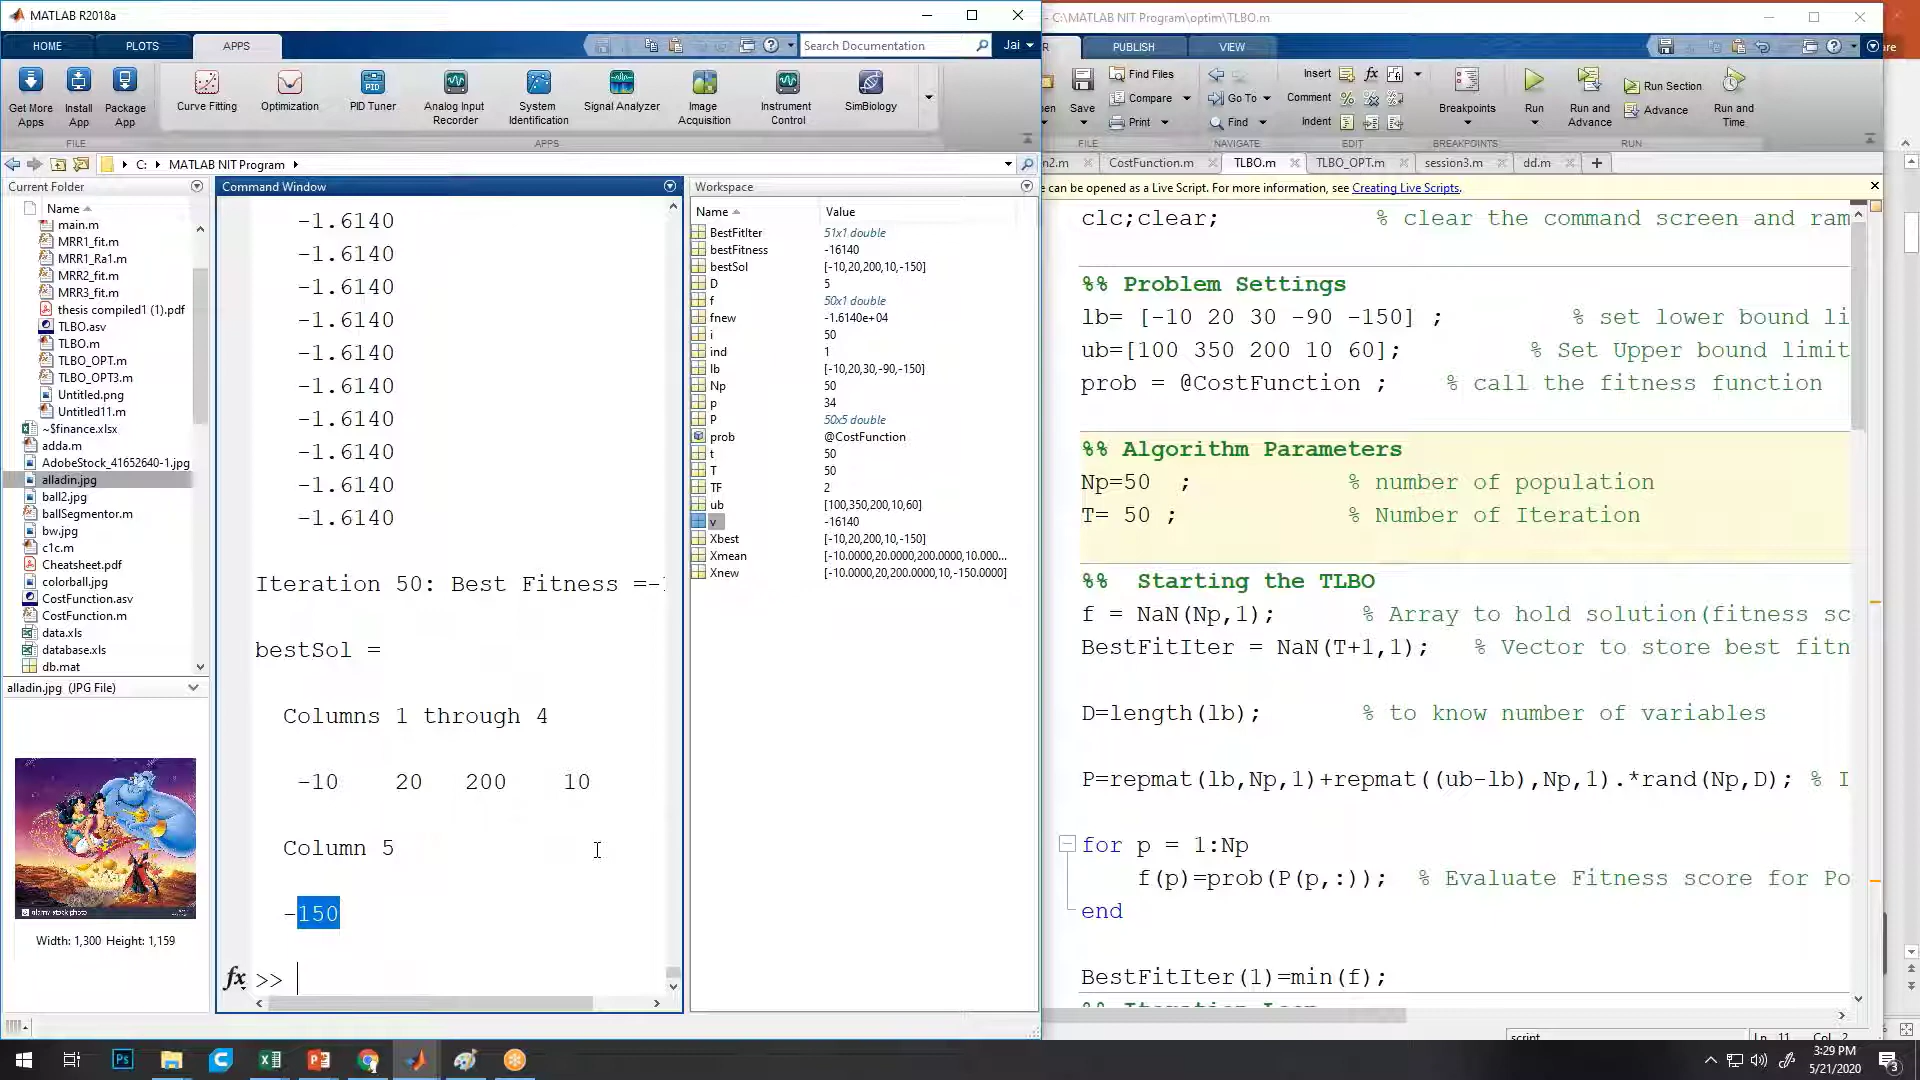 MATLAB R2018a
HOME PLOTS APPS
Search Documentation
Jai
Get More Apps
Install App
Package App
Curve Fitting
Optimization
PID Tuner
Analog Input Recorder
System Identification
Signal Analyzer
Image Acquisition
Instrument Control
SimBiology
FILE
APPS
C: MATLAB NIT Program
Current Folder
Name
main.m
MRR1_fit.m
MRR1_Ra1.m
MRR2_fit.m
MRR3_fit.m
thesis compiled1 (1).pdf
TLBO.asv
TLBO.m
TLBO_OPT.m
TLBO_OPT3.m
Untitled.png
Untitled11.m
~$finance.xlsx
adda.m
AdobeStock_41652640-1.jpg
alladin.jpg
ball2.jpg
ballSegmentor.m
bw.jpg
c1c.m
Cheatsheet.pdf
colorball.jpg
CostFunction.asv
CostFunction.m
data.xls
database.xls
db.mat
alladin.jpg (JPG File)
Width: 1,300 Height: 1,159
Command Window
-1.6140
-1.6140
-1.6140
-1.6140
-1.6140
-1.6140
-1.6140
-1.6140
-1.6140
-1.6140
Iteration 50: Best Fitness =-1
bestSol =
Columns 1 through 4
-10 20 200 10
Column 5
-150
fx >>
Workspace
Name Value
BestFitIter 51x1 double
bestFitness -16140
bestSol [-10,20,200,10,-150]
D 5
f 50x1 double
fnew -1.6140e+04
i 50
ind 1
lb [-10,20,30,-90,-150]
Np 50
p 34
P 50x5 double
prob @CostFunction
t 50
T 50
TF 2
ub [100,350,200,10,60]
v -16140
Xbest [-10,20,200,10,-150]
Xmean [-10.0000,20.0000,200.0000,10.000...
Xnew [-10.0000,20,200.0000,10,-150.0000]
- C:\MATLAB NIT Program\optim\TLBO.m
R PUBLISH VIEW
are
en
Save
Find Files
Compare
Print
Go To
Find
Insert
Comment
Indent
Breakpoints
Run
Run and Advance
Run Section
Advance
Run and Time
FILE
NAVIGATE
EDIT
BREAKPOINTS
RUN
n2.m CostFunction.m TLBO.m TLBO_OPT.m session3.m dd.m
e can be opened as a Live Script. For more information, see Creating Live Scripts.
clc;clear; % clear the command screen and ram
%% Problem Settings
lb= [-10 20 30 -90 -150] ; % set lower bound li
ub=[100 350 200 10 60]; % Set Upper bound limit
prob = @CostFunction ; % call the fitness function
%% Algorithm Parameters
Np=50 ; % number of population
T= 50 ; % Number of Iteration
%% Starting the TLBO
f = NaN(Np,1); % Array to hold solution(fitness sc
BestFitIter = NaN(T+1,1); % Vector to store best fitn
D=length(lb); % to know number of variables
P=repmat(lb,Np,1)+repmat((ub-lb),Np,1).*rand(Np,D); % I
for p = 1:Np
f(p)=prob(P(p,:)); % Evaluate Fitness score for Po
end
BestFitIter(1)=min(f);
%% Iteration Loop
script
Ln 11 Col 2
3:29 PM
5/21/2020
3